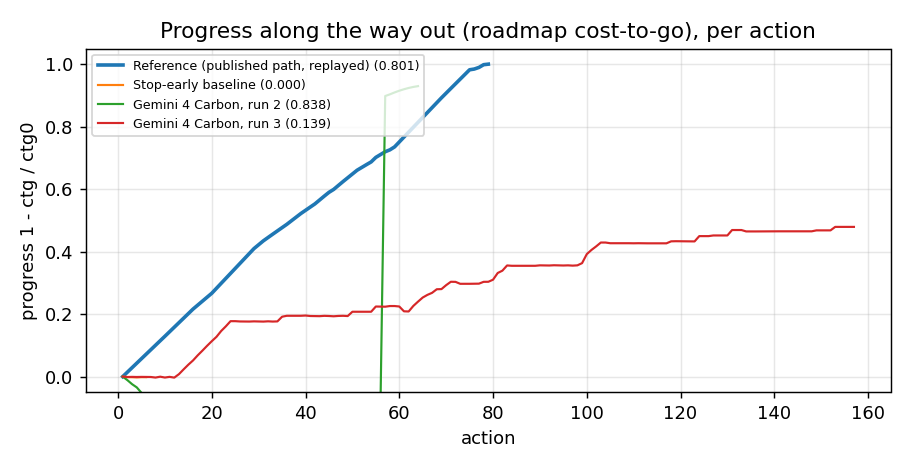 Progress along the way out (roadmap cost-to-go), per action
Reference (published path, replayed) (0.801)
Stop-early baseline (0.000)
Gemini 4 Carbon, run 2 (0.838)
Gemini 4 Carbon, run 3 (0.139)
progress 1 - ctg / ctg0
1.0
0.8
0.6
0.4
0.2
0.0
0 20 40 60 80 100 120 140 160
action